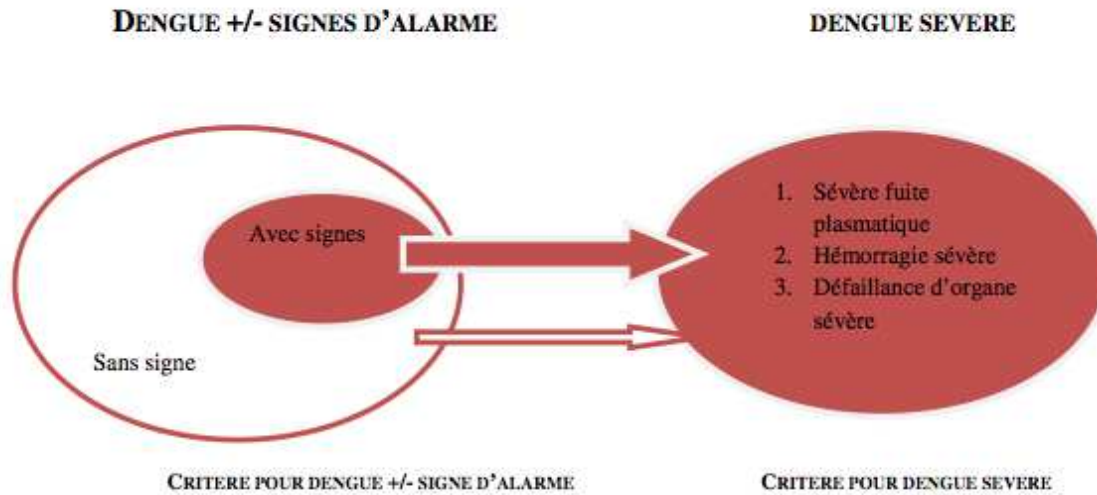 DENGUE +/- SIGNES D'ALARME
DENGUE SEVERE
Avec signes
Sans signe
1. Sévère fuite
plasmatique
2. Hémorragie sévère
3. Défaillance d'organe
sévère
CRITERE POUR DENGUE +/- SIGNE D'ALARME
CRITERE POUR DENGUE SEVERE